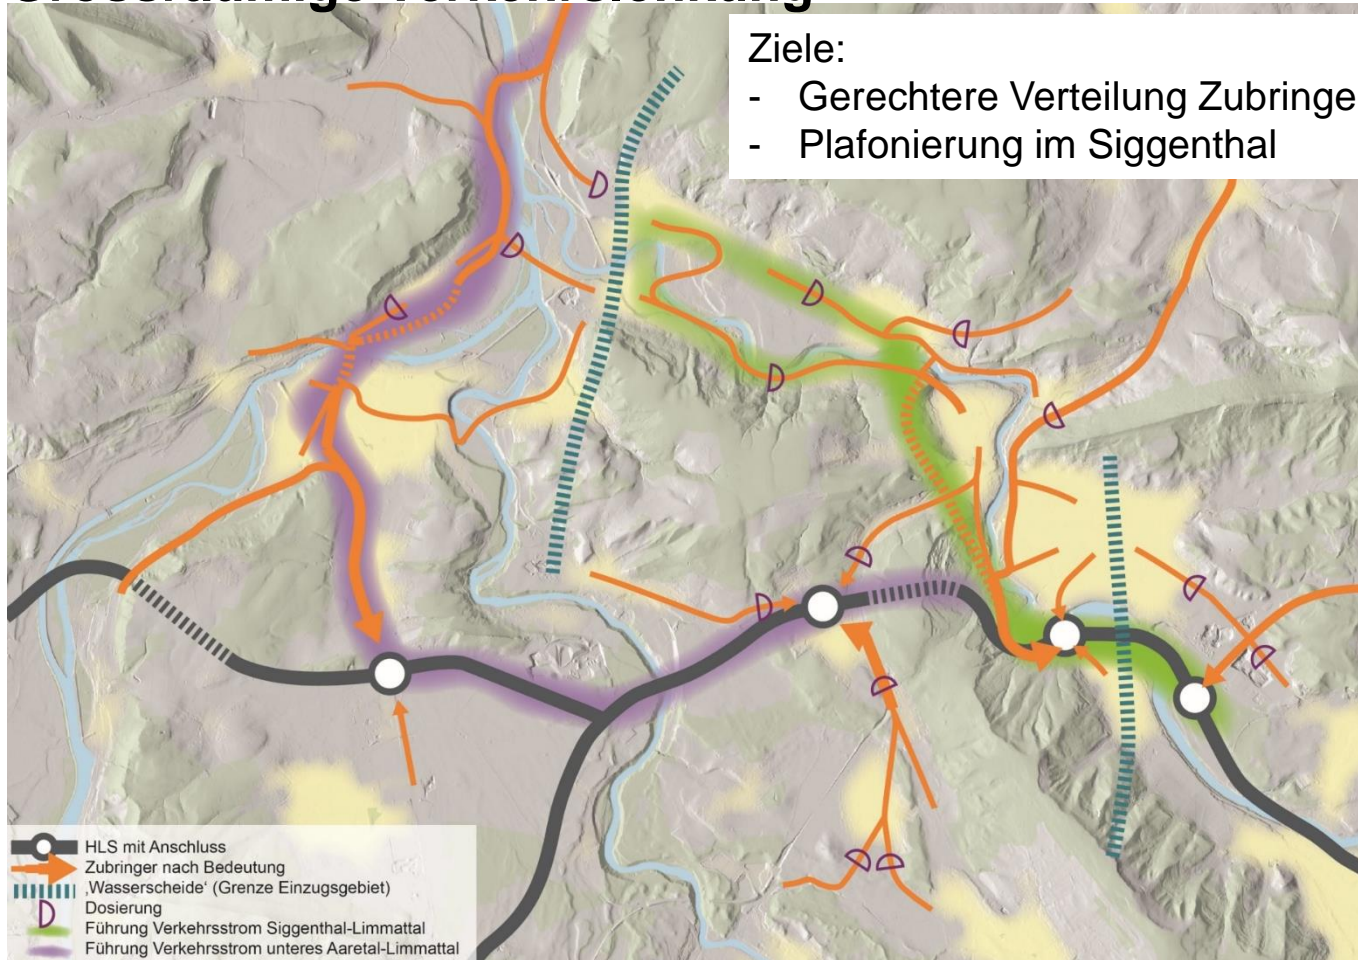 Ziele:
- Gerechtere Verteilung Zubringe
- Plafonierung im Siggenthal
HLS mit Anschluss
Zubringer nach Bedeutung
‚Wasserscheide' (Grenze Einzugsgebiet)
Dosierung
Führung Verkehrsstrom Siggenthal-Limmattal
Führung Verkehrsstrom unteres Aaretal-Limmattal